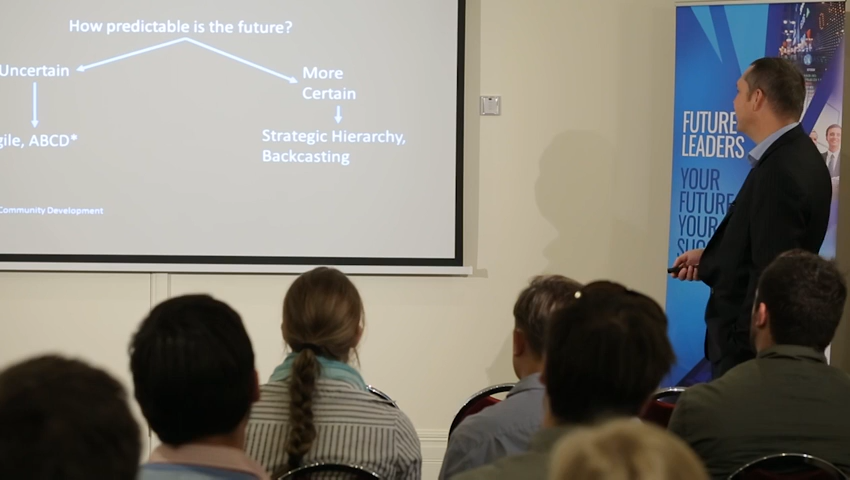 How predictable is the future?
Uncertain
More
Certain
gile, ABCD*
Strategic Hierarchy,
Backcasting
Community Development
FUTURE
LEADERS
YOUR
FUTURE
YOUR
SUC